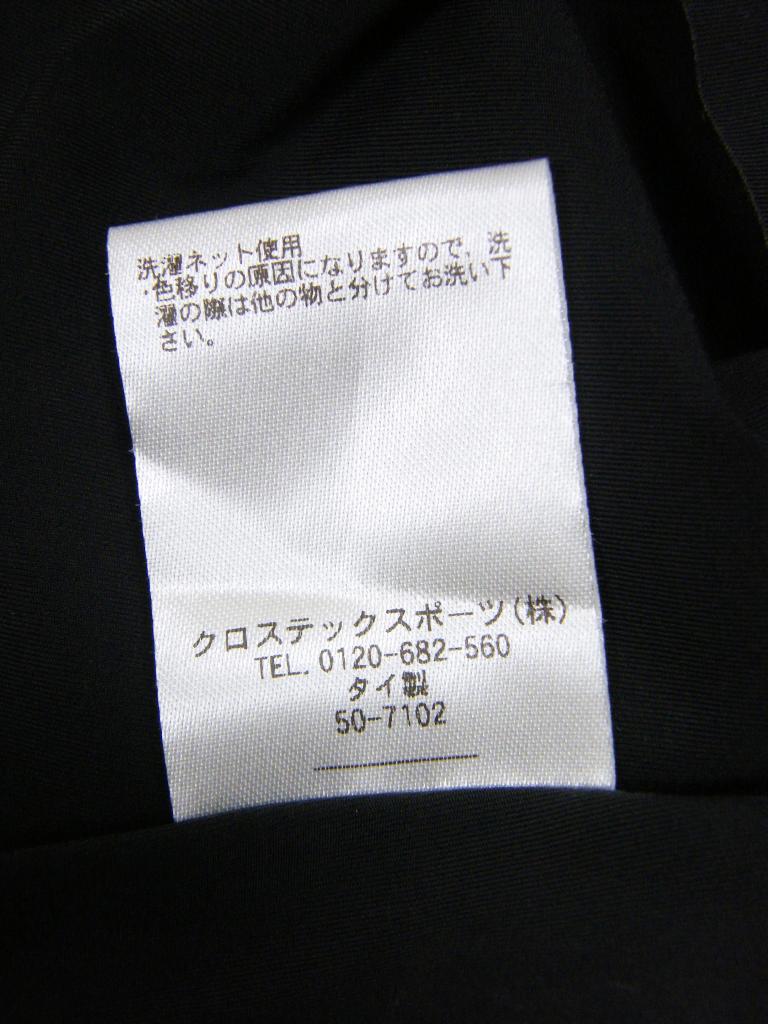 洗濯ネット使用
・色移りの原因になりますので、洗
濯の際は他の物と分けてお洗い下
さい。
クロステックスポーツ(株)
TEL. 0120-682-560
タイ製
50-7102